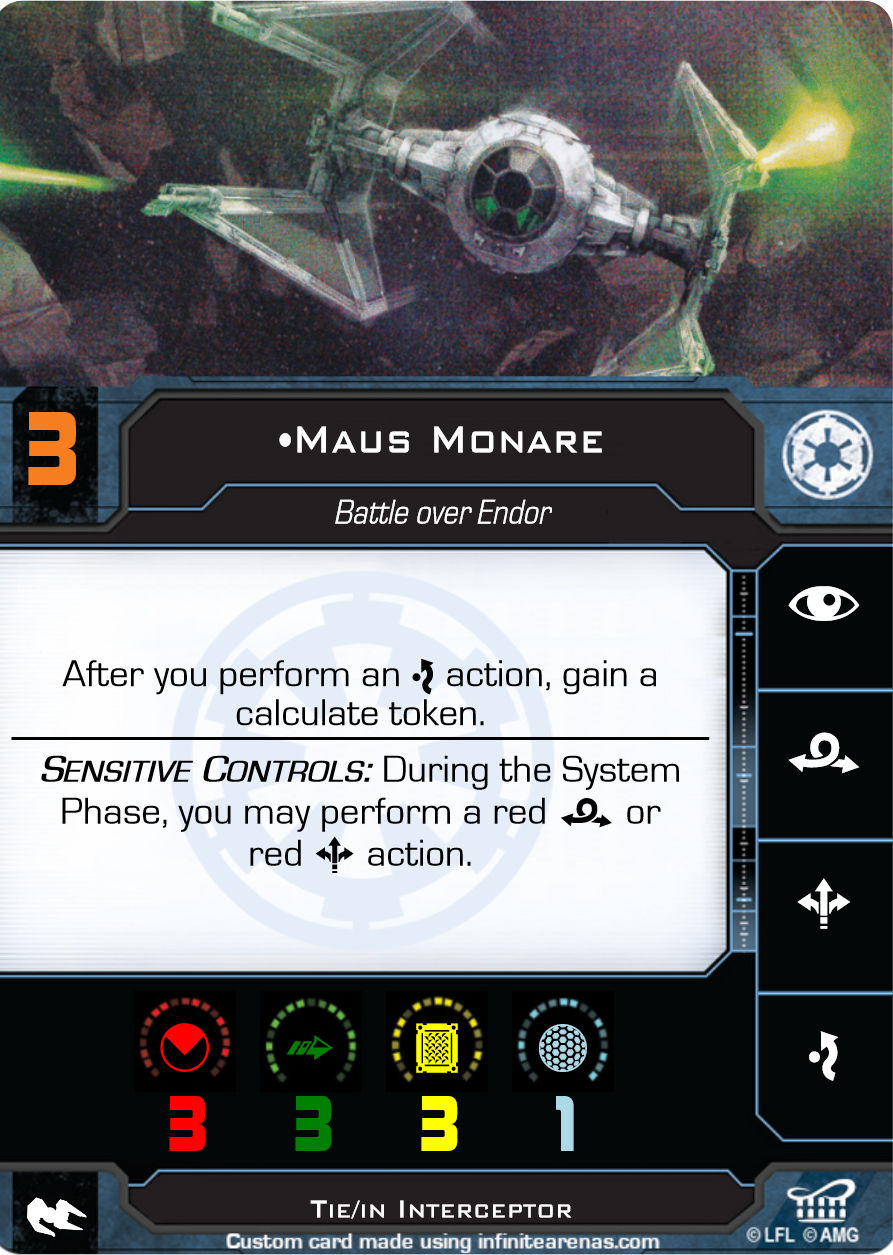 3
•Maus Monare
Battle over Endor
After you perform an action, gain a
calculate token.
Sensitive Controls: During the System
Phase, you may perform a red or
red action.
3 3 3 1
Tie/in Interceptor
©LFL ©AMG
Custom card made using infinitearenas.com